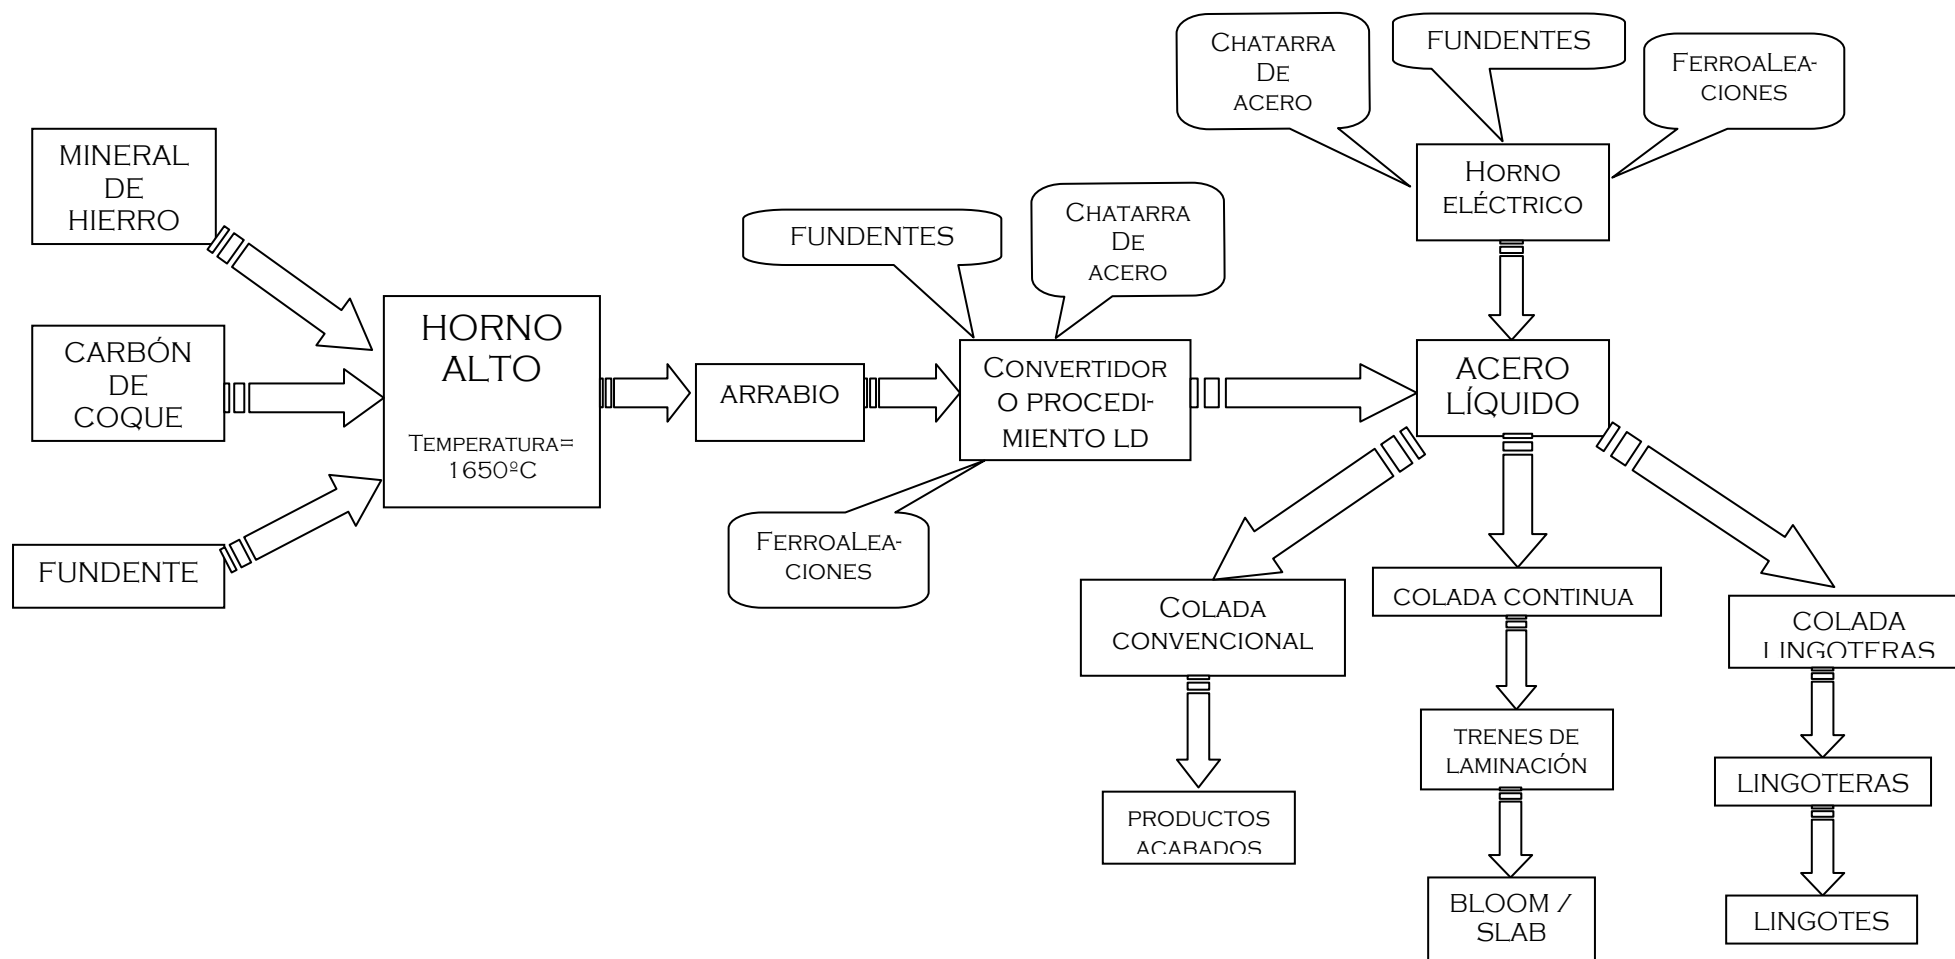 CHATARRA
DE
ACERO
FUNDENTES
FERROALEA-
CIONES
MINERAL
DE
HIERRO
HORNO
ELÉCTRICO
FUNDENTES
CHATARRA
DE
ACERO
HORNO
ALTO
TEMPERATURA=
1650ºC
CARBÓN
DE
COQUE
ARRABIO
CONVERTIDOR
O PROCEDI-
MIENTO LD
ACERO
LÍQUIDO
FUNDENTE
FERROALEA-
CIONES
COLADA
CONVENCIONAL
COLADA CONTINUA
COLADA
LINGOTERAS
PRODUCTOS
ACABADOS
TRENES DE
LAMINACIÓN
LINGOTERAS
BLOOM /
SLAB
LINGOTES